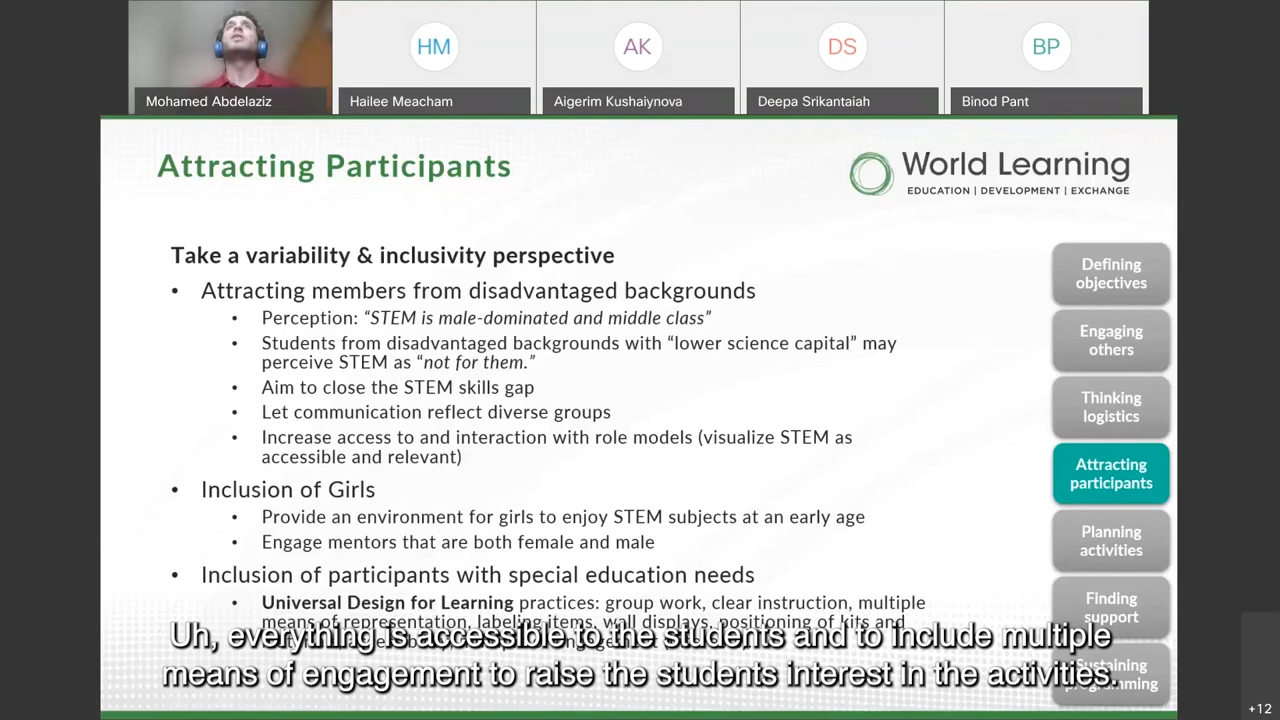 HM
AK
DS
BP
Mohamed Abdelaziz
Hailee Meacham
Aigerim Kushaiynova
Deepa Srikantaiah
Binod Pant
Attracting Participants
World Learning
EDUCATION | DEVELOPMENT | EXCHANGE
Take a variability & inclusivity perspective
• Attracting members from disadvantaged backgrounds
• Perception: “STEM is male-dominated and middle class”
• Students from disadvantaged backgrounds with “lower science capital” may
perceive STEM as “not for them.”
• Aim to close the STEM skills gap
• Let communication reflect diverse groups
• Increase access to and interaction with role models (visualize STEM as
accessible and relevant)
• Inclusion of Girls
• Provide an environment for girls to enjoy STEM subjects at an early age
• Engage mentors that are both female and male
• Inclusion of participants with special education needs
• Universal Design for Learning practices: group work, clear instruction, multiple
means of representation, labeling items, wall displays, positioning of kits and
Defining
objectives
Engaging
others
Thinking
logistics
Attracting
participants
Planning
activities
Finding
support
Sustaining
programming
Uh, everything is accessible to the students and to include multiple
means of engagement to raise the students interest in the activities.
+12